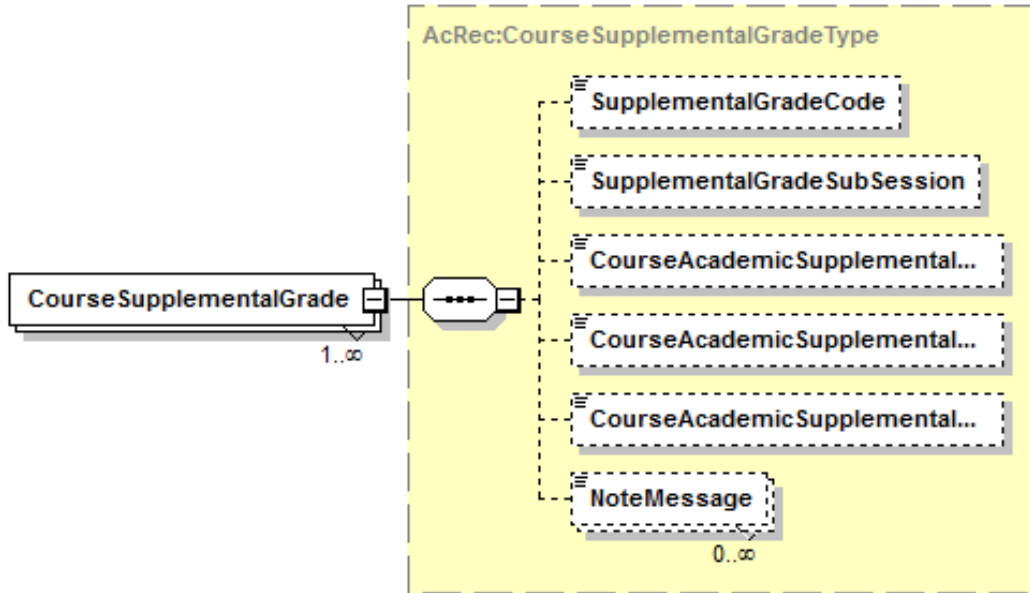 AcRec:CourseSupplementalGradeType
SupplementalGradeCode
SupplementalGradeSubSession
CourseAcademicSupplemental...
CourseSupplementalGrade
1..∞
CourseAcademicSupplemental...
CourseAcademicSupplemental...
NoteMessage
0..∞